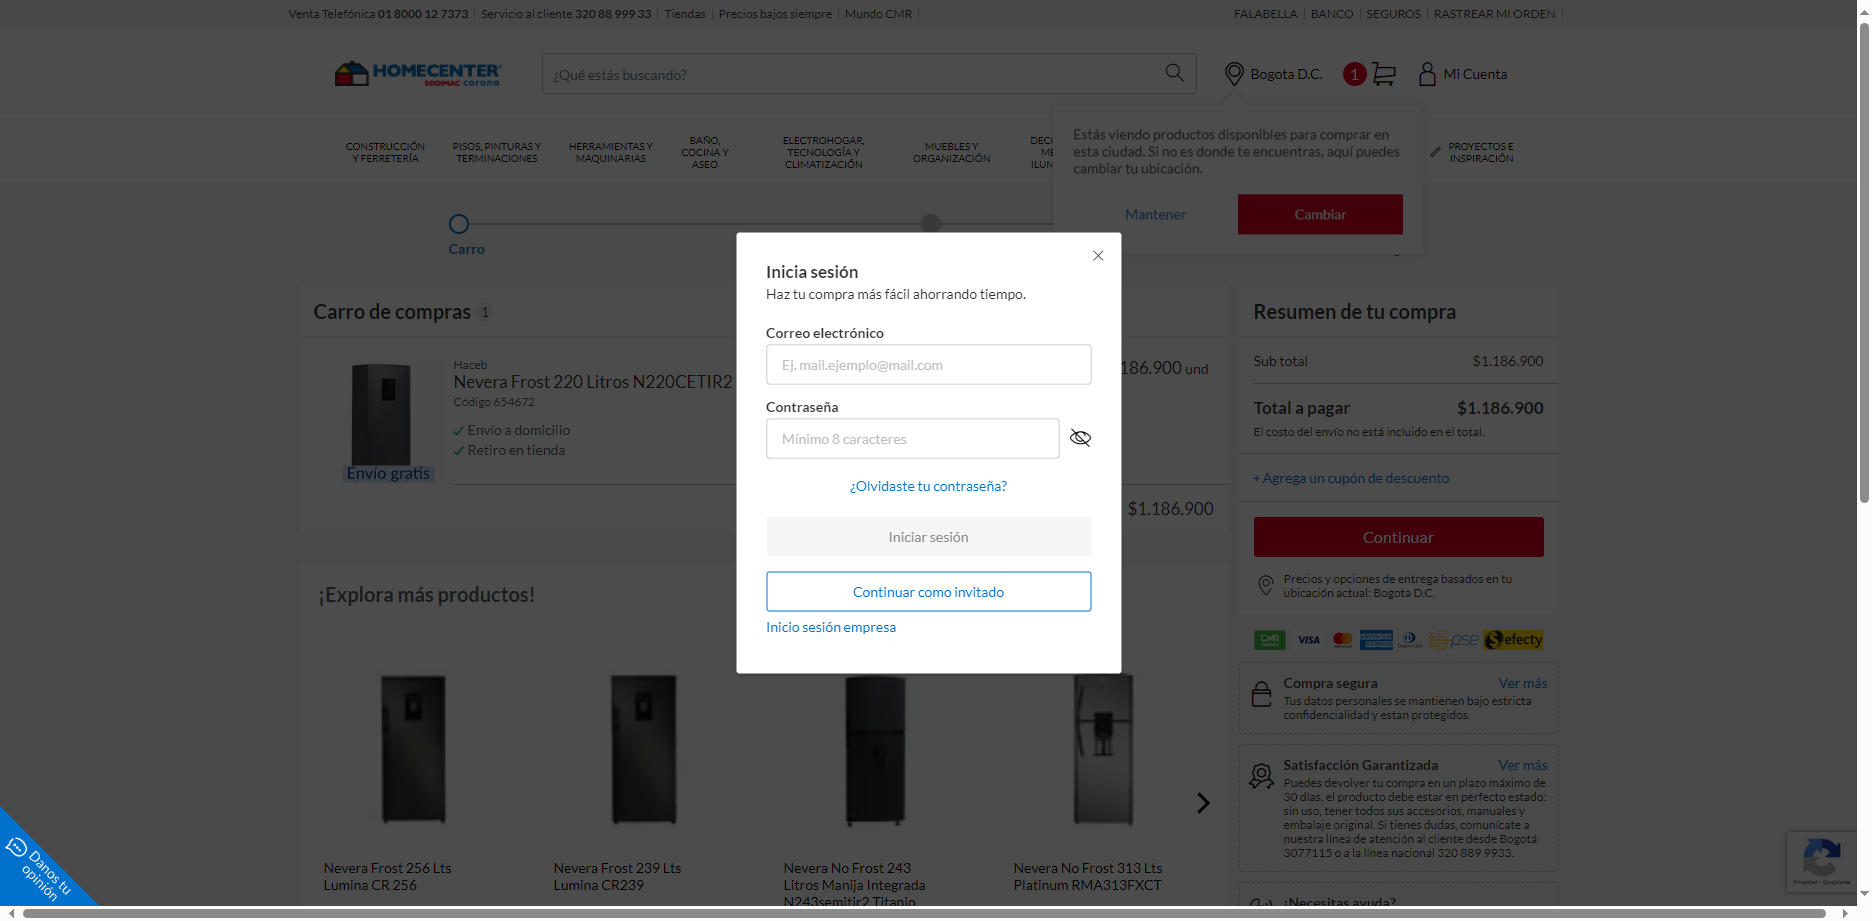 Venta Telefónica 01 8000 12 7373
Servicio al cliente 320 88 999 33
Tiendas
Precios bajos siempre
Mundo CMR
FALABELLA
BANCO
SEGUROS
RASTREAR MI ORDEN
HOMECENTER
SODIMAC corona
¿Qué estás buscando?
Bogota D.C.
1
Mi Cuenta
CONSTRUCCIÓN
Y FERRETERÍA
PISOS, PINTURAS Y
TERMINACIONES
HERRAMIENTAS Y
MAQUINARIAS
BAÑO,
COCINA Y
ASEO
ELECTROHOGAR,
TECNOLOGÍA Y
CLIMATIZACIÓN
MUEBLES Y
ORGANIZACIÓN
PROYECTOS E
INSPIRACIÓN
Estás viendo productos disponibles para comprar en
esta ciudad. Si no es donde te encuentras, aquí puedes
cambiar tu ubicación.
Mantener
Cambiar
Carro
Inicia sesión
Haz tu compra más fácil ahorrando tiempo.
Correo electrónico
Ej. mail.ejemplo@mail.com
Contraseña
Mínimo 8 caracteres
¿Olvidaste tu contraseña?
Iniciar sesión
Continuar como invitado
Inicio sesión empresa
Carro de compras 1
Haceb
Nevera Frost 220 Litros N220CETIR2
Código 654672
Envío a domicilio
Retiro en tienda
Envío gratis
186.900 und
$1.186.900
Resumen de tu compra
Sub total $1.186.900
Total a pagar $1.186.900
El costo del envío no está incluido en el total.
+ Agrega un cupón de descuento
Continuar
Precios y opciones de entrega basados en tu
ubicación actual: Bogota D.C.
CMR
VISA
pse
efecty
Compra segura Ver más
Tus datos personales se mantienen bajo estricta
confidencialidad y estan protegidos.
Satisfacción Garantizada Ver más
Puedes devolver tu compra en un plazo máximo de
30 días, el producto debe estar en perfecto estado:
sin uso, tener todos sus accesorios, manuales y
embalaje original. Si tienes dudas, comunícate a
nuestra línea de atención al cliente desde Bogotá
3077115 o a la línea nacional 320 889 9933.
¿Necesitas ayuda?
¡Explora más productos!
Nevera Frost 256 Lts
Lumina CR 256
Nevera Frost 239 Lts
Lumina CR239
Nevera No Frost 243
Litros Manija Integrada
N243semitir2 Titanio
Nevera No Frost 313 Lts
Platinum RMA313FXCT
Danos tu
opinión